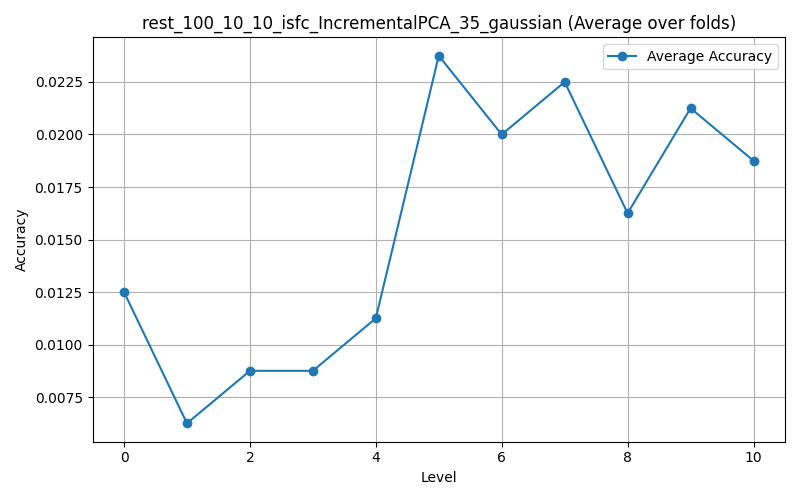 rest_100_10_10_isfc_IncrementalPCA_35_gaussian (Average over folds)
Average Accuracy
0.0225
0.0200
0.0175
0.0150
0.0125
0.0100
0.0075
Accuracy
0 2 4 6 8 10
Level